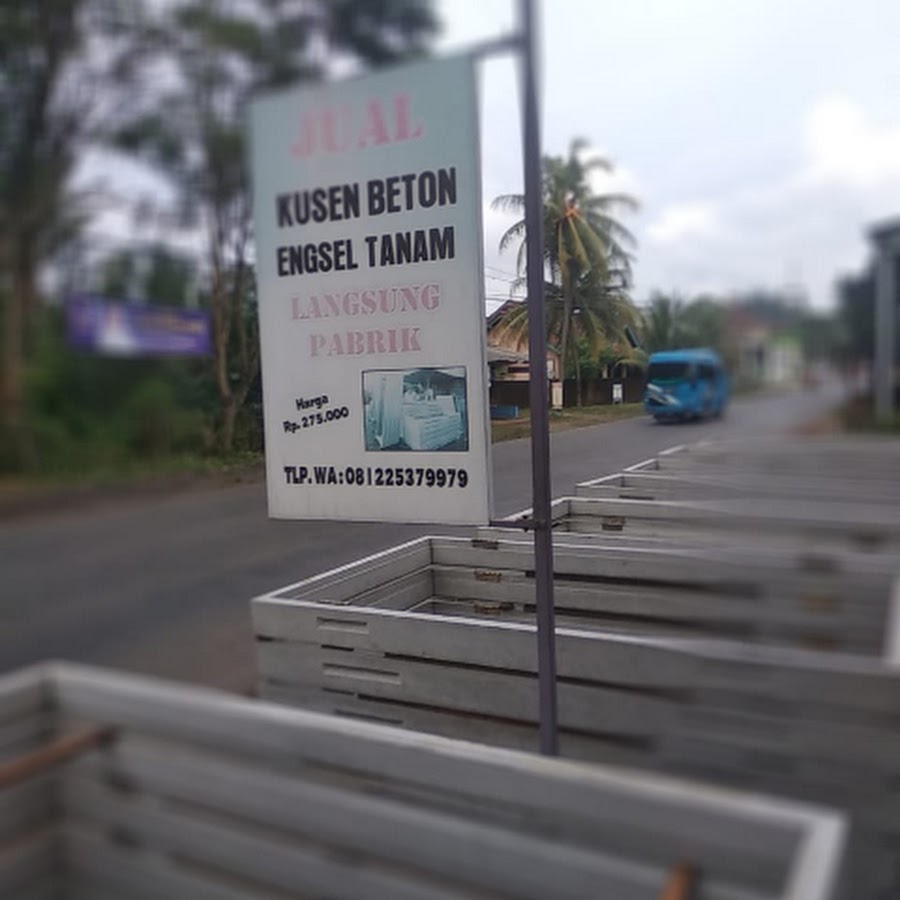 JUAL
KUSEN BETON
ENGSEL TANAM
LANGSUNG
PABRIK
Harga
Rp. 275.000
TLP. WA : 081225379979